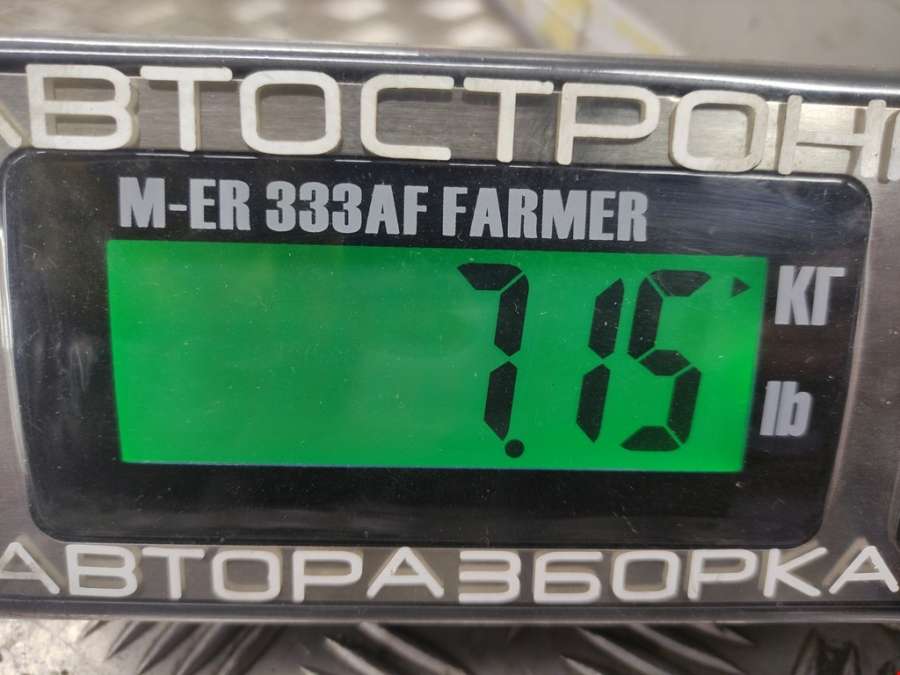 АВТОСТРОН
M-ER 333AF FARMER
7.15
КГ
lb
АВТОРАЗБОРКА